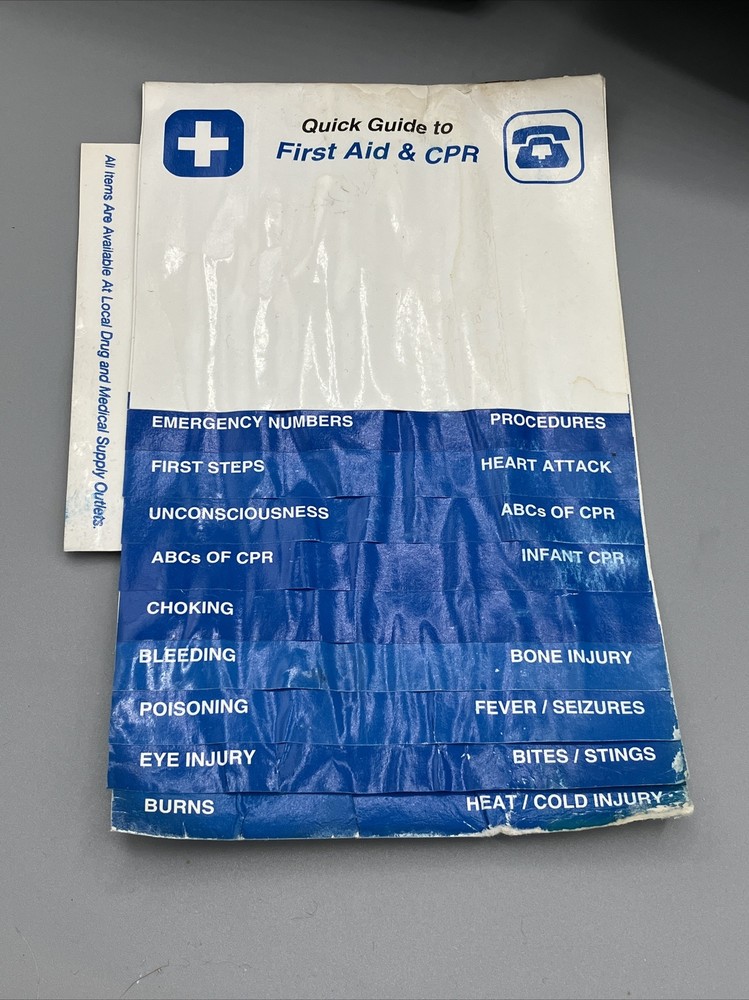 Quick Guide to
First Aid & CPR
All Items Are Available At Local Drug and Medical Supply Outlets.
EMERGENCY NUMBERS PROCEDURES
FIRST STEPS HEART ATTACK
UNCONSCIOUSNESS ABCs OF CPR
ABCs OF CPR INFANT CPR
CHOKING
BLEEDING BONE INJURY
POISONING FEVER / SEIZURES
EYE INJURY BITES / STINGS
BURNS HEAT / COLD INJURY